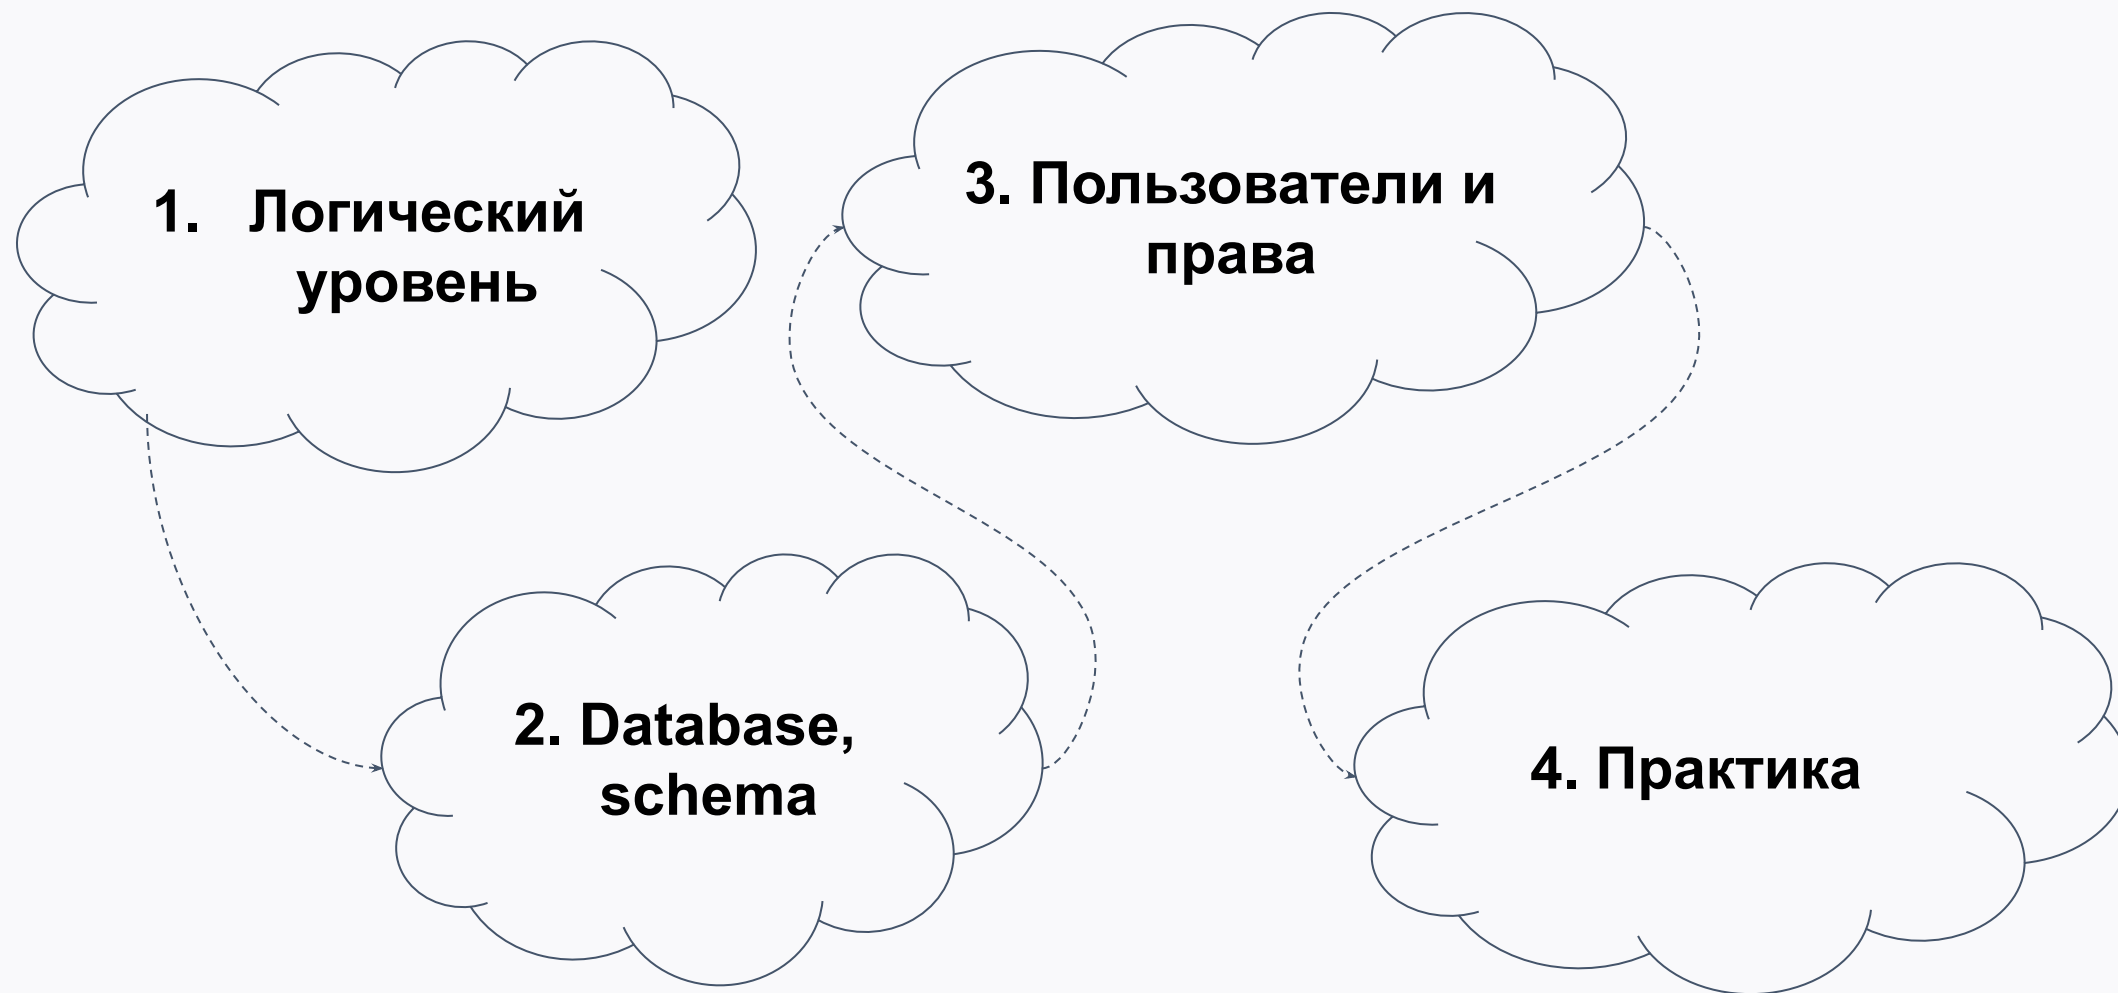 1. Логический
уровень
2. Database,
schema
3. Пользователи и
права
4. Практика